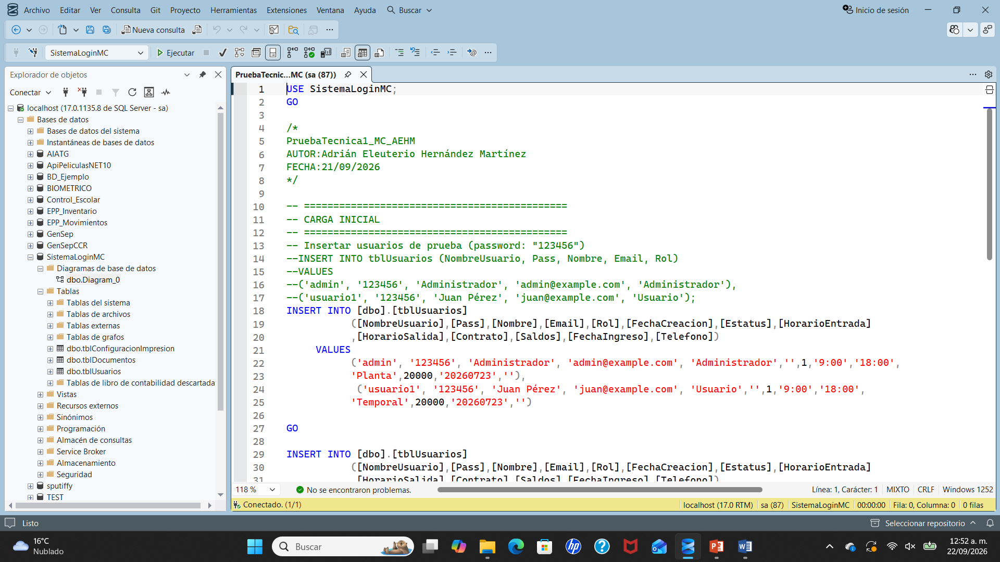 Archivo Editar Ver Consulta Git Proyecto Herramientas Extensiones Ventana Ayuda Buscar Inicio de sesión
Nueva consulta
SistemaLoginMC Ejecutar
Explorador de objetos
Conectar
localhost (17.0.1135.8 de SQL Server - sa)
Bases de datos
Bases de datos del sistema
Instantáneas de bases de datos
AIATG
ApiPeliculasNET10
BD_Ejemplo
BIOMETRICO
Control_Escolar
EPP_Inventario
EPP_Movimientos
GenSep
GenSepCCR
SistemaLoginMC
Diagramas de base de datos
dbo.Diagram_0
Tablas
Tablas del sistema
Tablas de archivos
Tablas externas
Tablas de grafos
dbo.tblConfiguracionImpresion
dbo.tblDocumentos
dbo.tblUsuarios
Tablas de libro de contabilidad descartada
Vistas
Recursos externos
Sinónimos
Programación
Almacén de consultas
Service Broker
Almacenamiento
Seguridad
sputiffy
TEST
PruebaTecnic...MC (sa (87))
1 USE SistemaLoginMC;
2 GO
3
4 /*
5 PruebaTecnica1_MC_AEHM
6 AUTOR:Adrián Eleuterio Hernández Martínez
7 FECHA:21/09/2026
8 */
9
10 -- =============================================
11 -- CARGA INICIAL
12 -- =============================================
13 -- Insertar usuarios de prueba (password: "123456")
14 --INSERT INTO tblUsuarios (NombreUsuario, Pass, Nombre, Email, Rol)
15 --VALUES
16 --('admin', '123456', 'Administrador', 'admin@example.com', 'Administrador'),
17 --('usuario1', '123456', 'Juan Pérez', 'juan@example.com', 'Usuario');
18 INSERT INTO [dbo].[tblUsuarios]
19 ([NombreUsuario],[Pass],[Nombre],[Email],[Rol],[FechaCreacion],[Estatus],[HorarioEntrada]
20 ,[HorarioSalida],[Contrato],[Saldos],[FechaIngreso],[Telefono])
21 VALUES
22 ('admin', '123456', 'Administrador', 'admin@example.com', 'Administrador','',1,'9:00','18:00',
23 'Planta',20000,'20260723',''),
24 ('usuario1', '123456', 'Juan Pérez', 'juan@example.com', 'Usuario','',1,'9:00','18:00',
25 'Temporal',20000,'20260723','')
26
27 GO
28
29 INSERT INTO [dbo].[tblUsuarios]
30 ([NombreUsuario],[Pass],[Nombre],[Email],[Rol],[FechaCreacion],[Estatus],[HorarioEntrada]
31 ,[HorarioSalida],[Contrato],[Saldos],[FechaIngreso],[Telefono])
118 % No se encontraron problemas. Línea: 1, Carácter: 1 MIXTO CRLF Windows 1252
Conectado. (1/1) localhost (17.0 RTM) sa (87) SistemaLoginMC 00:00:00 Fila: 0, Columna: 0 0 filas
Listo Seleccionar repositorio
16°C
Nublado
Buscar
12:52 a. m.
22/09/2026